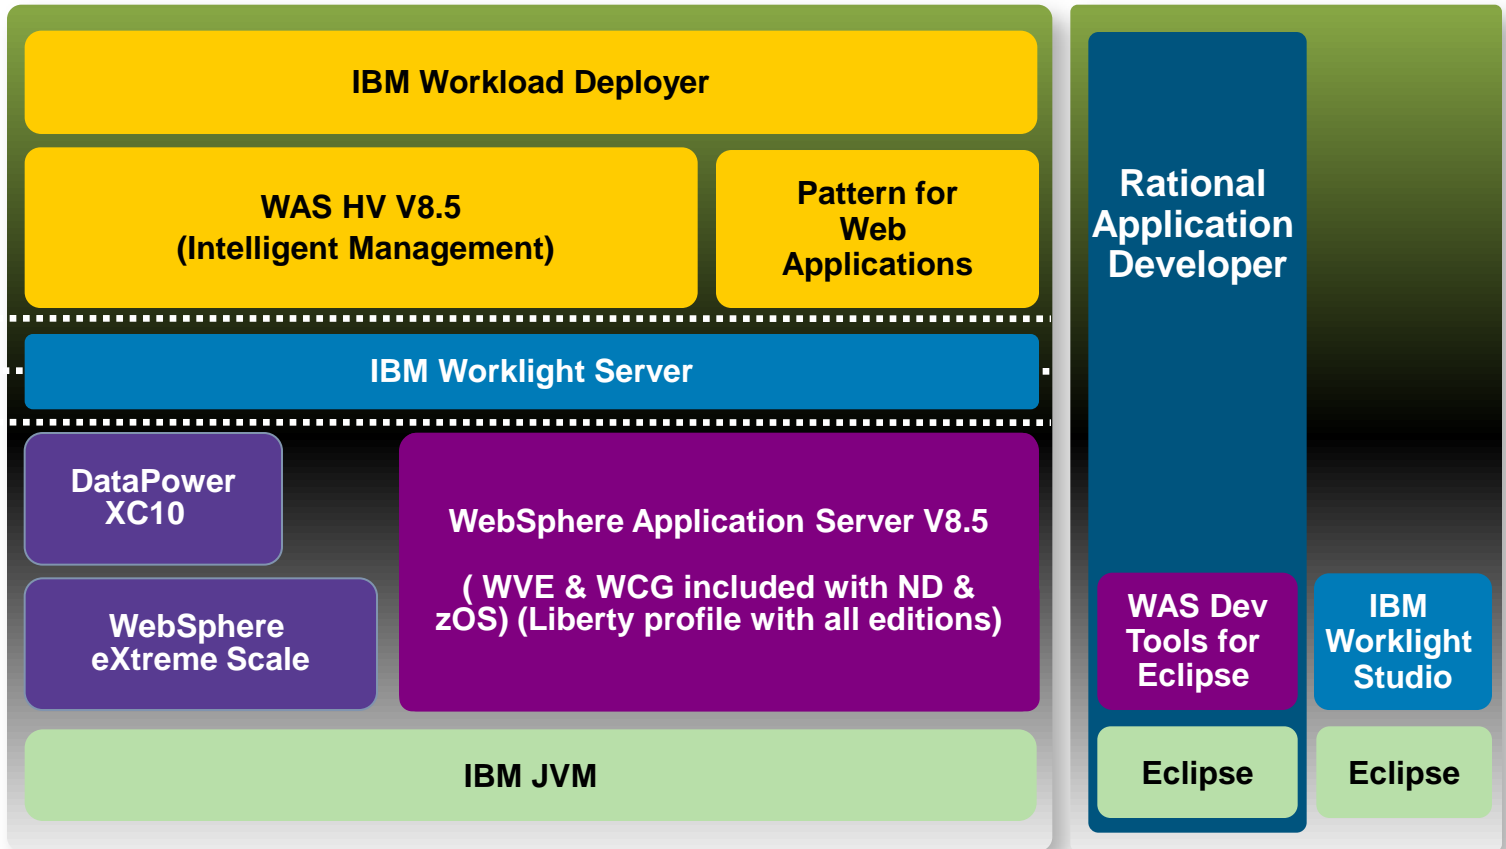 IBM Workload Deployer
WAS HV V8.5
(Intelligent Management)
Pattern for
Web
Applications
IBM Worklight Server
DataPower
XC10
WebSphere
eXtreme Scale
WebSphere Application Server V8.5
( WVE & WCG included with ND &
zOS) (Liberty profile with all editions)
IBM JVM
Rational
Application
Developer
WAS Dev
Tools for
Eclipse
IBM
Worklight
Studio
Eclipse
Eclipse